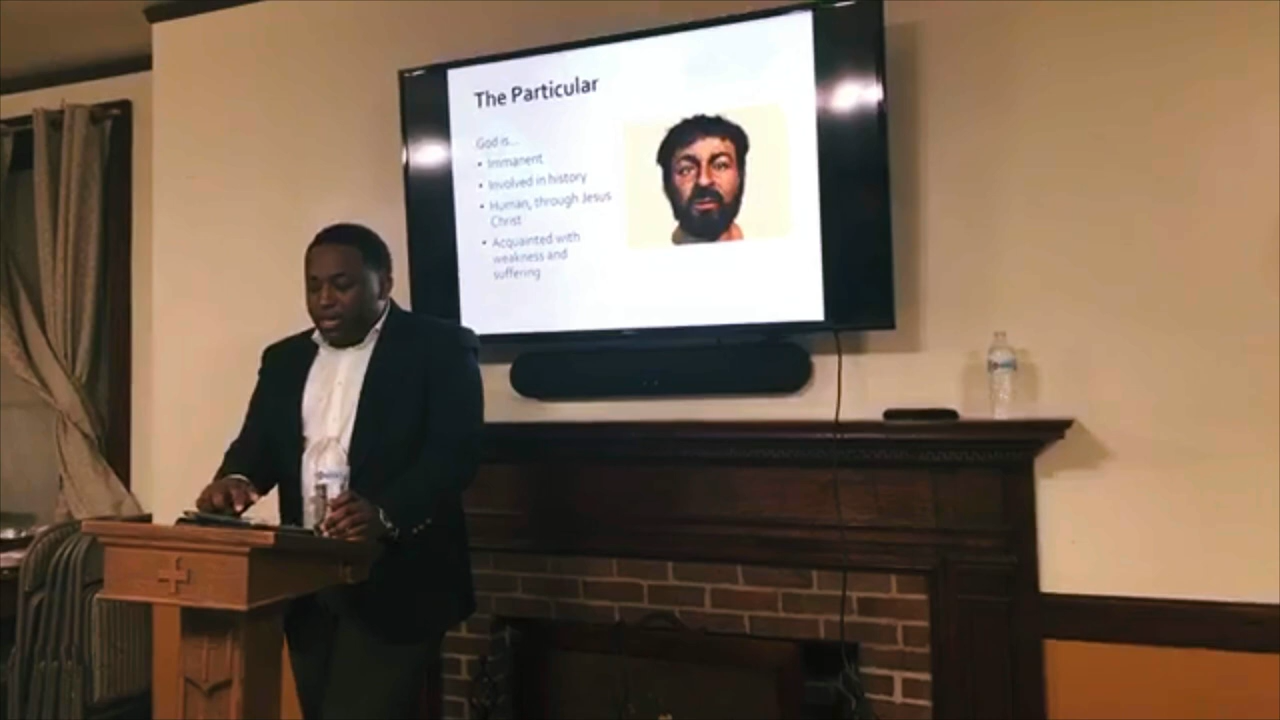 The Particular
God is...
• Immanent
• Involved in history
• Human, through Jesus
Christ
• Acquainted with
weakness and
suffering